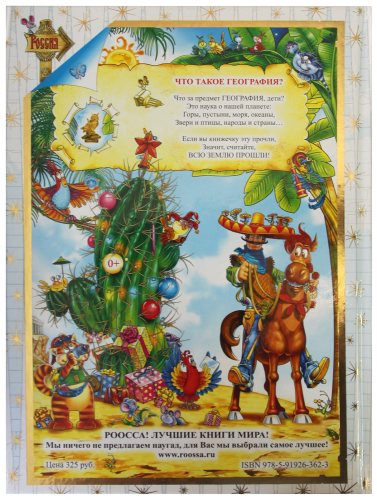 РООССА
ЧТО ТАКОЕ ГЕОГРАФИЯ?
Что за предмет ГЕОГРАФИЯ, дети?
Это наука о нашей планете:
Горы, пустыни, моря, океаны,
Звери и птицы, народы и страны...
Если вы книжечку эту прочли,
Значит, считайте,
ВСЮ ЗЕМЛЮ ПРОШЛИ!
0+
РООССА! ЛУЧШИЕ КНИГИ МИРА!
Мы ничего не предлагаем наугад, для Вас мы выбрали самое лучшее!
www.roossa.ru
Цена 325 руб.
ISBN 978-5-91926-362-3